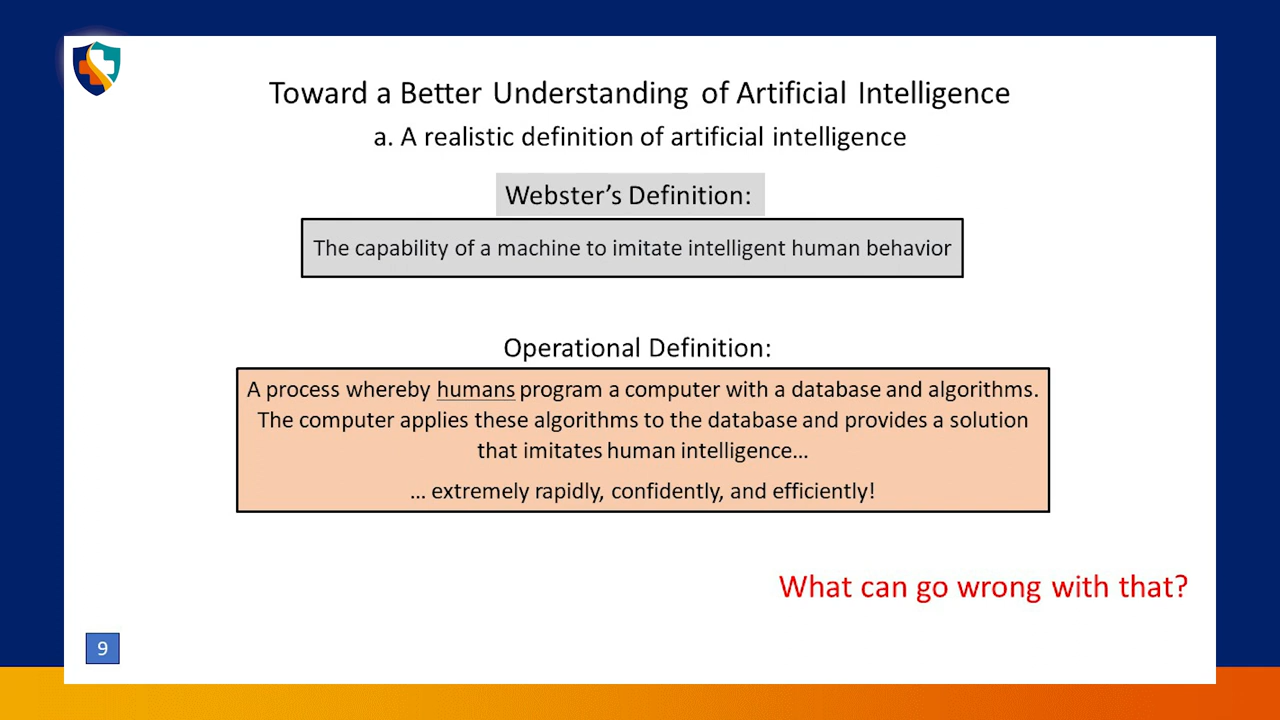 Toward a Better Understanding of Artificial Intelligence
a. A realistic definition of artificial intelligence
Webster’s Definition:
The capability of a machine to imitate intelligent human behavior
Operational Definition:
A process whereby humans program a computer with a database and algorithms.
The computer applies these algorithms to the database and provides a solution
that imitates human intelligence…
… extremely rapidly, confidently, and efficiently!
What can go wrong with that?
9